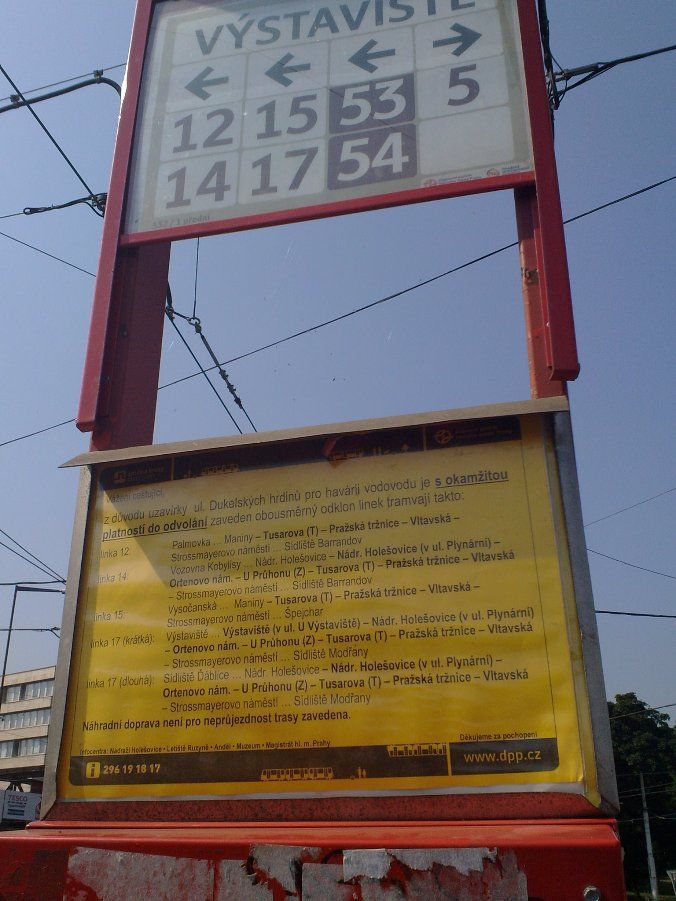 VÝSTAVIŠTĚ
← ← ← →
12 15 53 5
14 17 54
Vážení cestující,
z důvodu uzavírky ul. Dukelských hrdinů pro havárii vodovodu je s okamžitou
platností do odvolání zaveden obousměrný odklon linek tramvají takto:
linka 12: Palmovka ... Maniny – Tusarova (T) – Pražská tržnice – Vltavská –
Strossmayerovo náměstí ... Sídliště Barrandov
linka 14: Vozovna Kobylisy ... Nádr. Holešovice – Nádr. Holešovice (v ul. Plynární) –
Ortenovo nám. – U Průhonu (Z) – Tusarova (T) – Pražská tržnice – Vltavská
– Strossmayerovo náměstí ... Sídliště Barrandov
linka 15: Vysočanská ... Maniny – Tusarova (T) – Pražská tržnice – Vltavská –
Strossmayerovo náměstí ... Špejchar
linka 17 (krátká): Výstaviště ... Výstaviště (v ul. U Výstaviště) – Nádr. Holešovice (v ul. Plynární)
– Ortenovo nám. – U Průhonu (Z) – Tusarova (T) – Pražská tržnice – Vltavská
– Strossmayerovo náměstí ... Sídliště Modřany
linka 17 (dlouhá): Sídliště Ďáblice ... Nádr. Holešovice – Nádr. Holešovice (v ul. Plynární) –
Ortenovo nám. – U Průhonu (Z) – Tusarova (T) – Pražská tržnice – Vltavská
– Strossmayerovo náměstí ... Sídliště Modřany
Náhradní doprava není pro neprůjezdnost trasy zavedena.
Infocentra: Nádraží Holešovice • Letiště Ruzyně • Anděl • Muzeum • Magistrát hl. m. Prahy
Děkujeme za pochopení
i 296 19 18 17
www.dpp.cz
TESCO